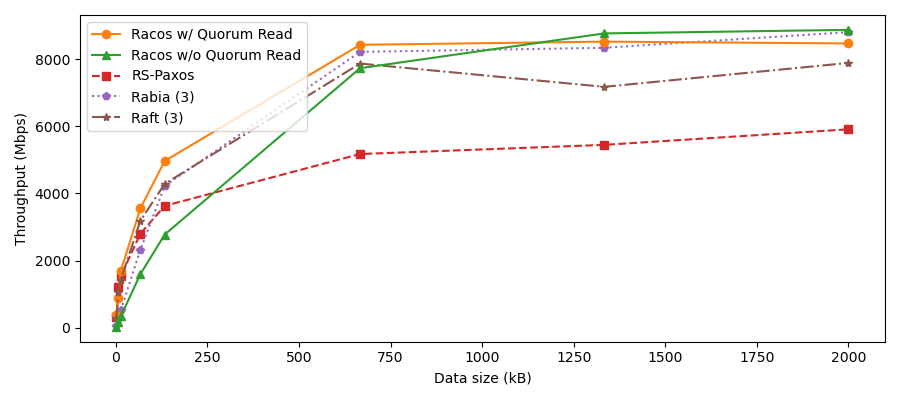 Racos w/ Quorum Read
Racos w/o Quorum Read
RS-Paxos
Rabia (3)
Raft (3)
Throughput (Mbps)
8000
6000
4000
2000
0
0 250 500 750 1000 1250 1500 1750 2000
Data size (kB)